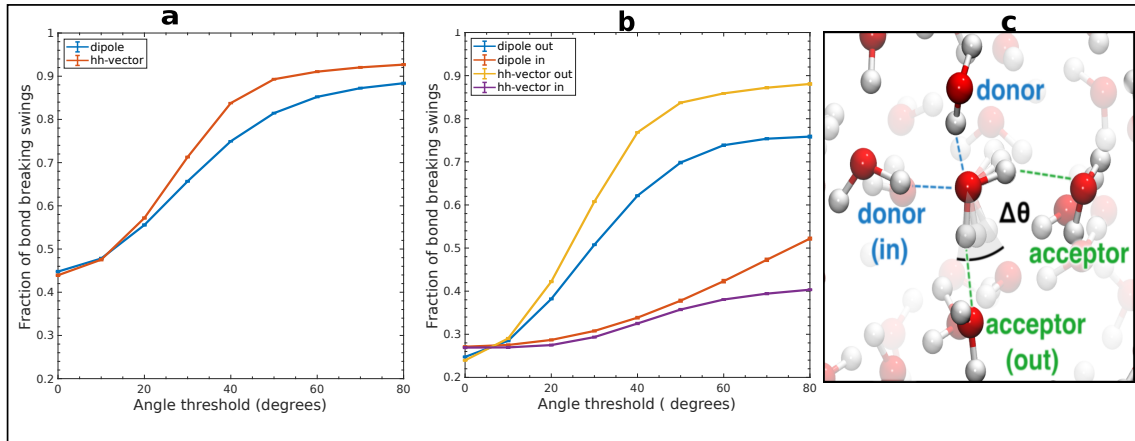 a
dipole
hh-vector
Fraction of bond breaking swings
1
0.9
0.8
0.7
0.6
0.5
0.4
0.3
0.2
0
20
40
60
80
Angle threshold (degrees)
b
dipole out
dipole in
hh-vector out
hh-vector in
Fraction of bond breaking swings
1
0.9
0.8
0.7
0.6
0.5
0.4
0.3
0.2
0
20
40
60
80
Angle threshold ( degrees)
c
donor
donor
(in)
Δθ
acceptor
acceptor
(out)